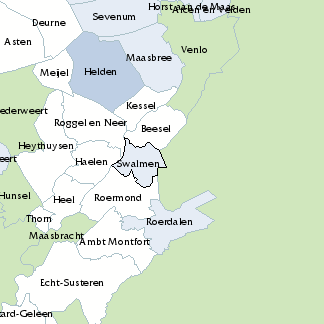 Horst aan de Maas
Arcen en Velden
Sevenum
Deurne
Asten
Venlo
Maasbree
Meijel
Helden
Kessel
ederweert
Roggel en Neer
Beesel
Heythuysen
eert
Haelen
Swalmen
Hunsel
Heel
Roermond
Thorn
Roerdalen
Maasbracht
Ambt Montfort
Echt-Susteren
ard-Geleen